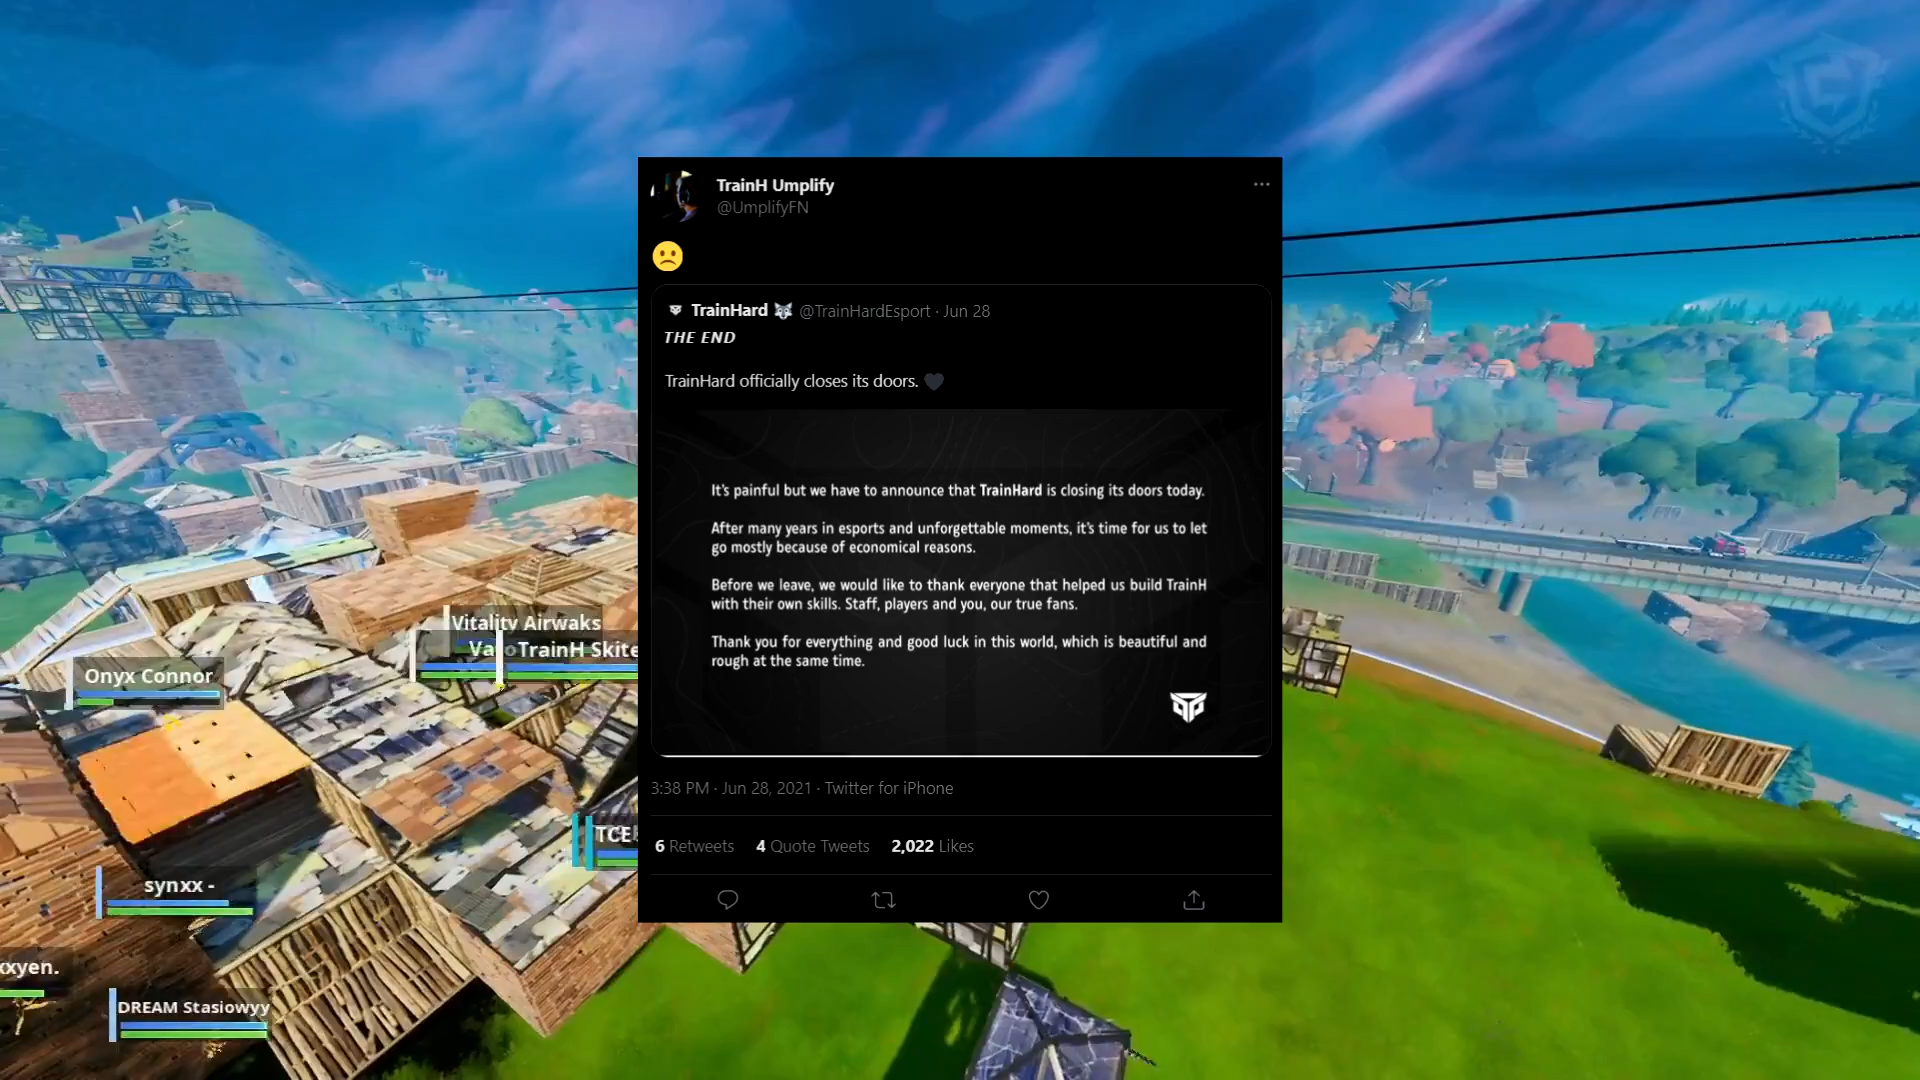 TrainH Umplify
@UmplifyFN
TrainHard @TrainHardEsport · Jun 28
THE END
TrainHard officially closes its doors.
It's painful but we have to announce that TrainHard is closing its doors today.
After many years in esports and unforgettable moments, it's time for us to let
go mostly because of economical reasons.
Before we leave, we would like to thank everyone that helped us build TrainH
with their own skills. Staff, players and you, our true fans.
Thank you for everything and good luck in this world, which is beautiful and
rough at the same time.
3:38 PM · Jun 28, 2021 · Twitter for iPhone
6 Retweets 4 Quote Tweets 2,022 Likes
Vitality Airwaks
TrainH Skite
Onyx Connor
TCE
synxx -
xxyen.
DREAM Stasiowyy